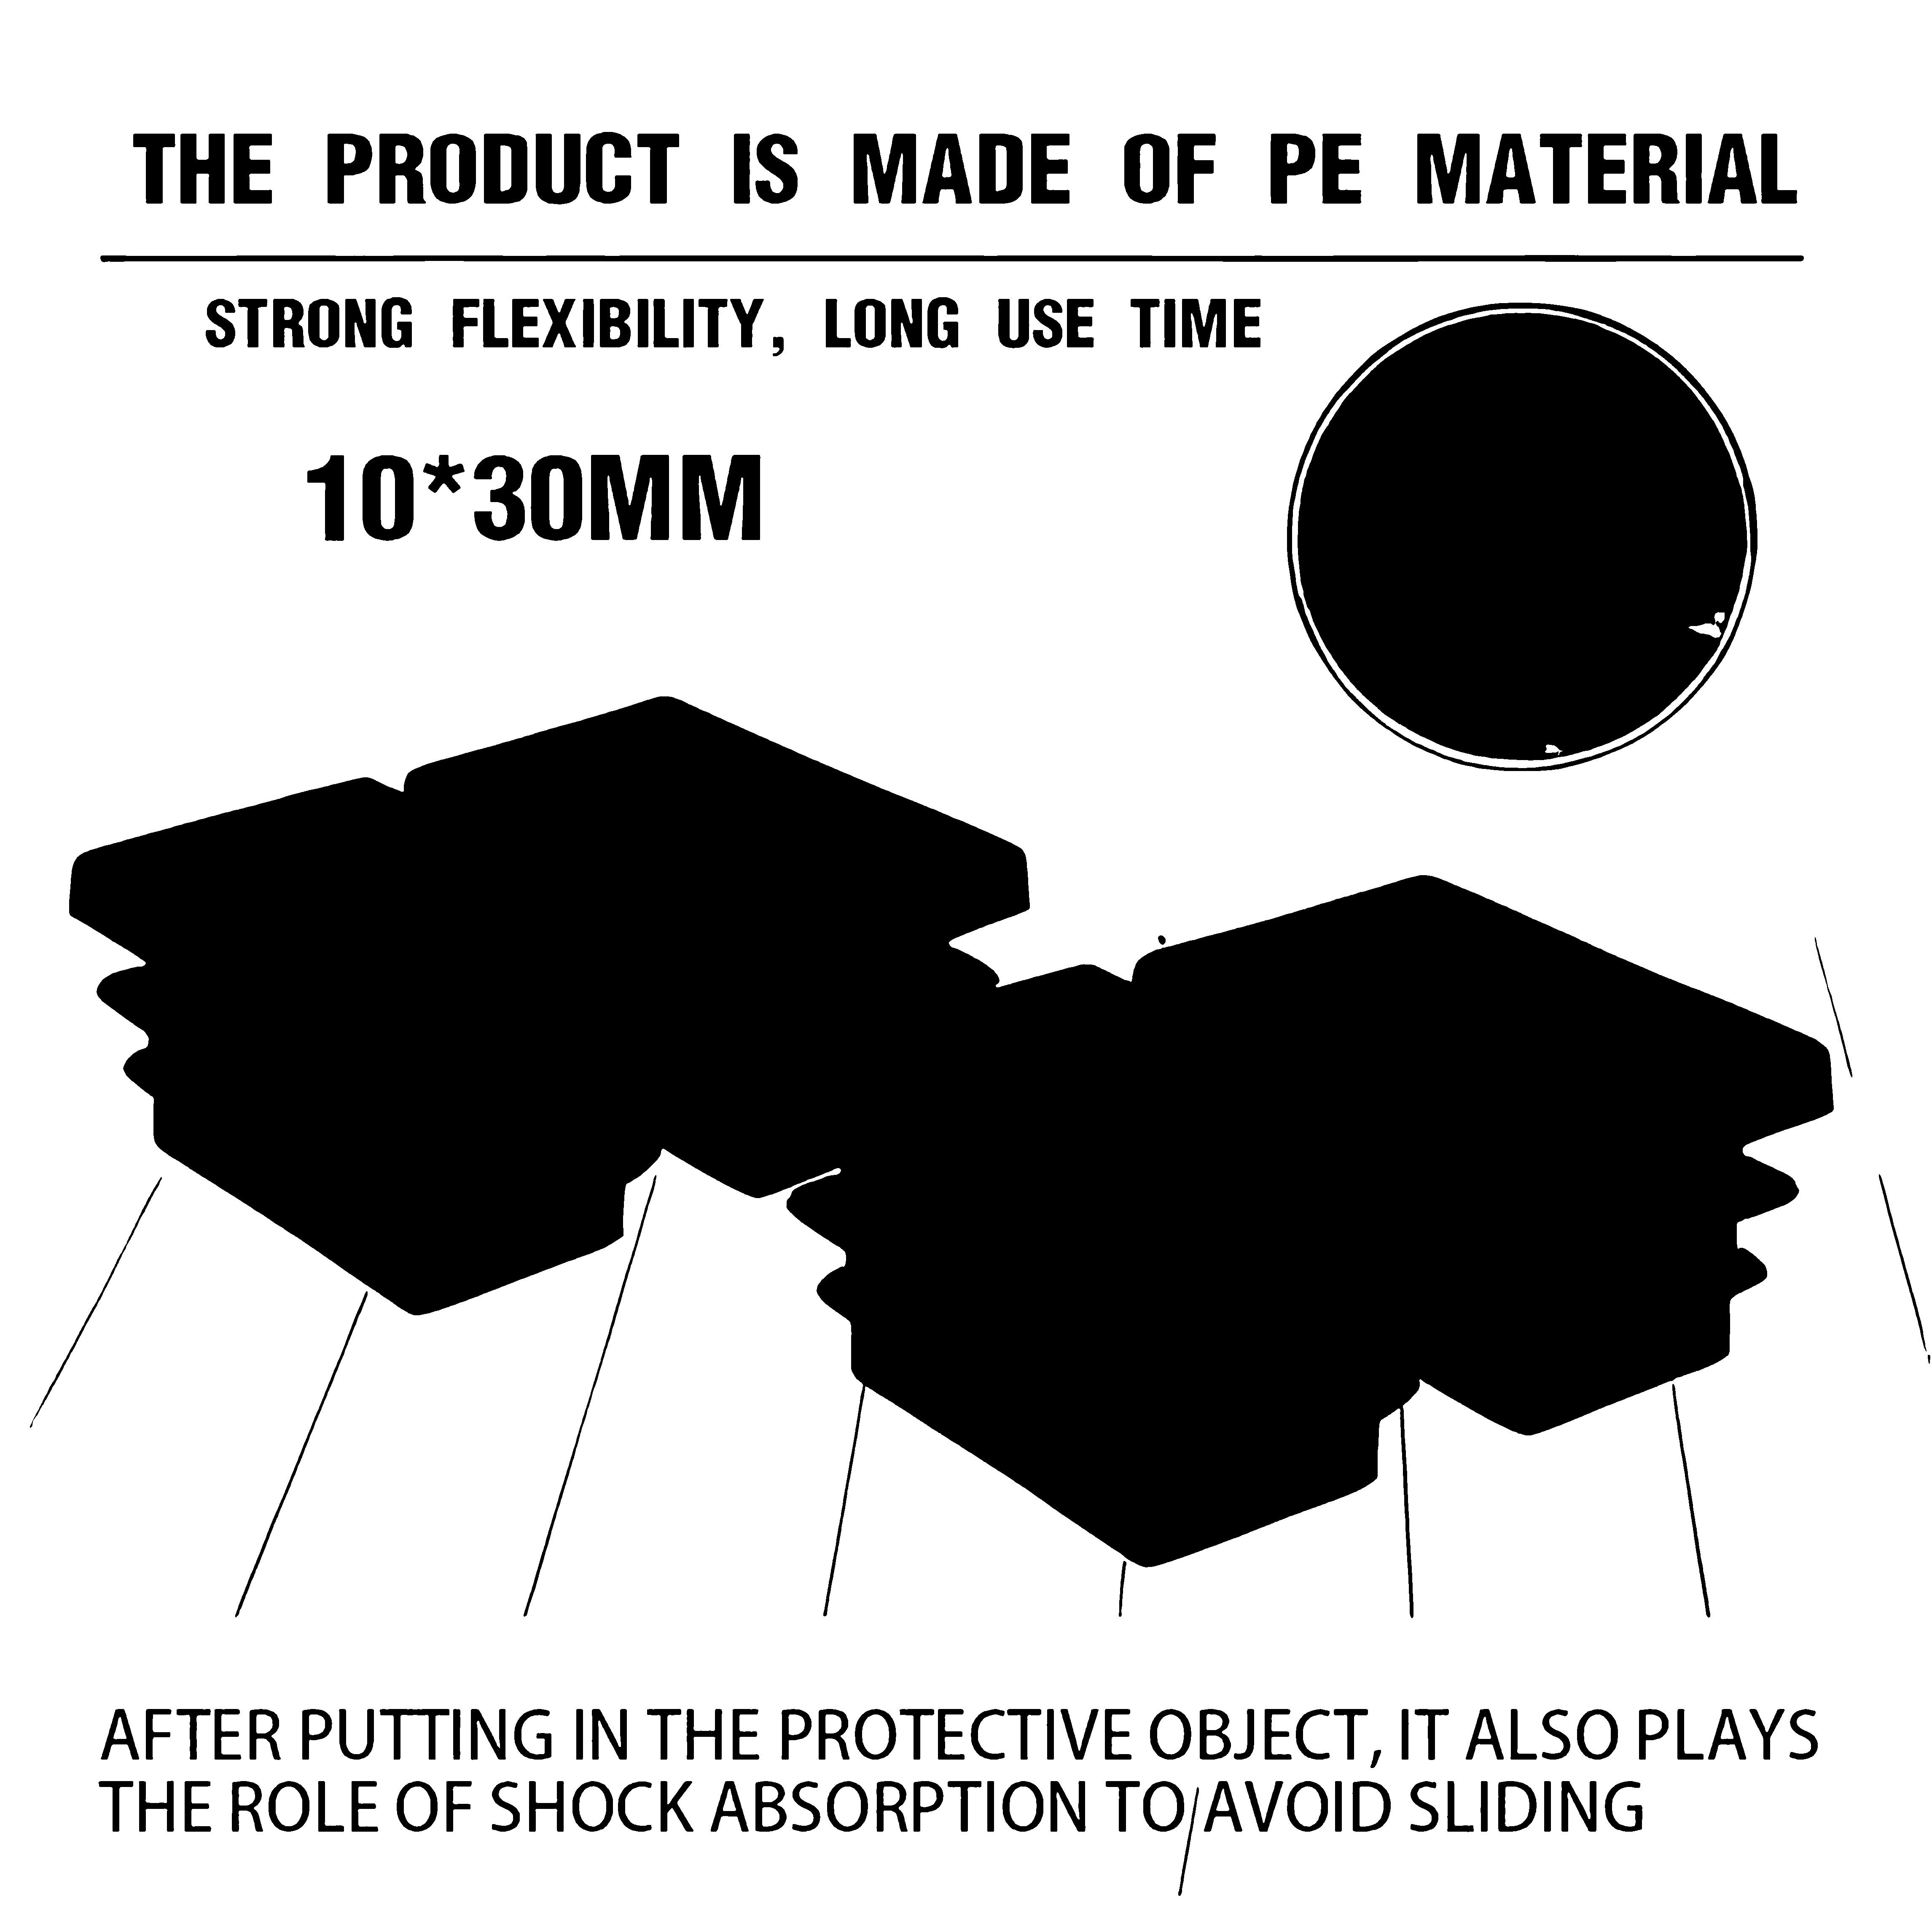 THE PRODUCT IS MADE OF PE MATERIAL
STRONG FLEXIBILITY, LONG USE TIME
10*30MM
AFTER PUTTING IN THE PROTECTIVE OBJECT, IT ALSO PLAYS
THE ROLE OF SHOCK ABSORPTION TO AVOID SLIDING